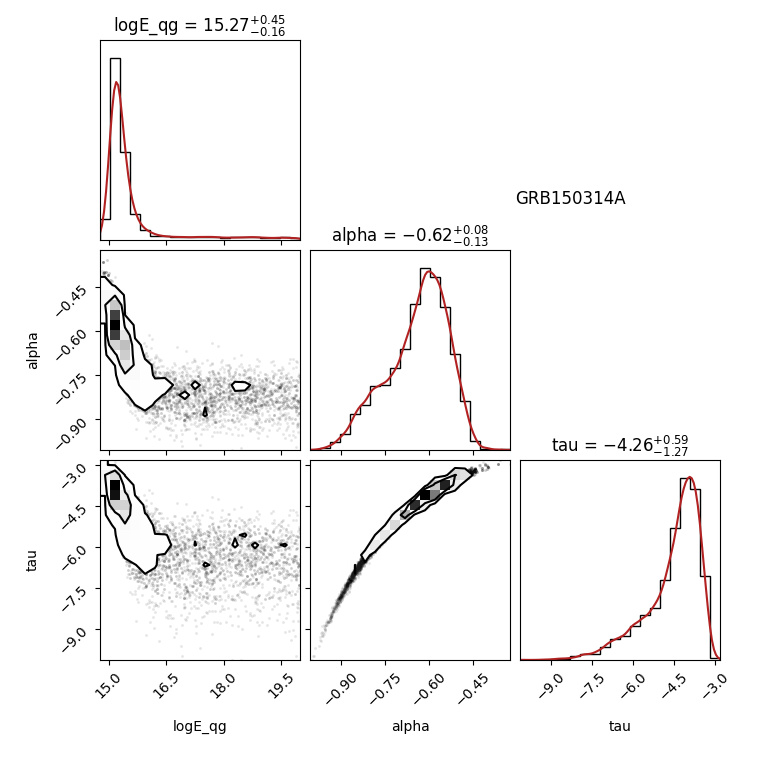 logE_qg = 15.27+0.45−0.16
GRB150314A
alpha = −0.62+0.08−0.13
−0.45
−0.60
alpha
−0.75
−0.90
tau = −4.26+0.59−1.27
−3.0
−4.5
tau
−6.0
−7.5
−9.0
15.0 16.5 18.0 19.5 −0.90 −0.75 −0.60 −0.45 −9.0 −7.5 −6.0 −4.5 −3.0
logE_qg alpha tau